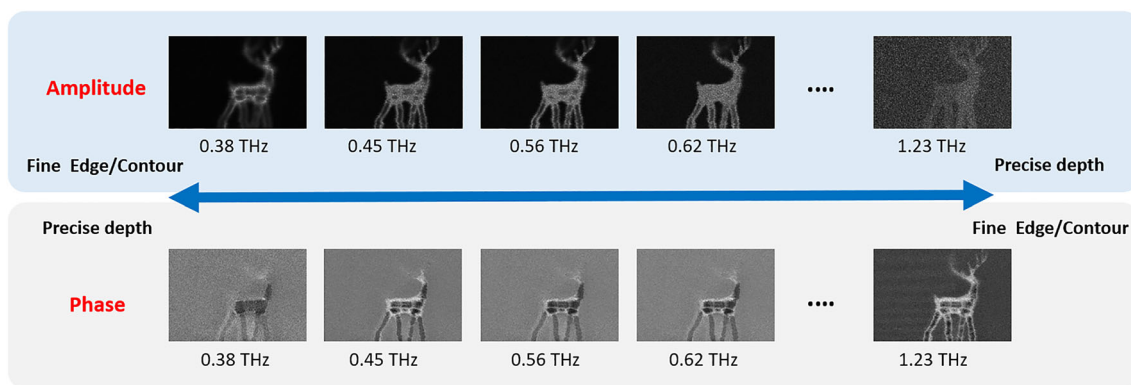 Amplitude
....
0.38 THz
0.45 THz
0.56 THz
0.62 THz
1.23 THz
Fine Edge/Contour
Precise depth
Precise depth
Fine Edge/Contour
Phase
....
0.38 THz
0.45 THz
0.56 THz
0.62 THz
1.23 THz